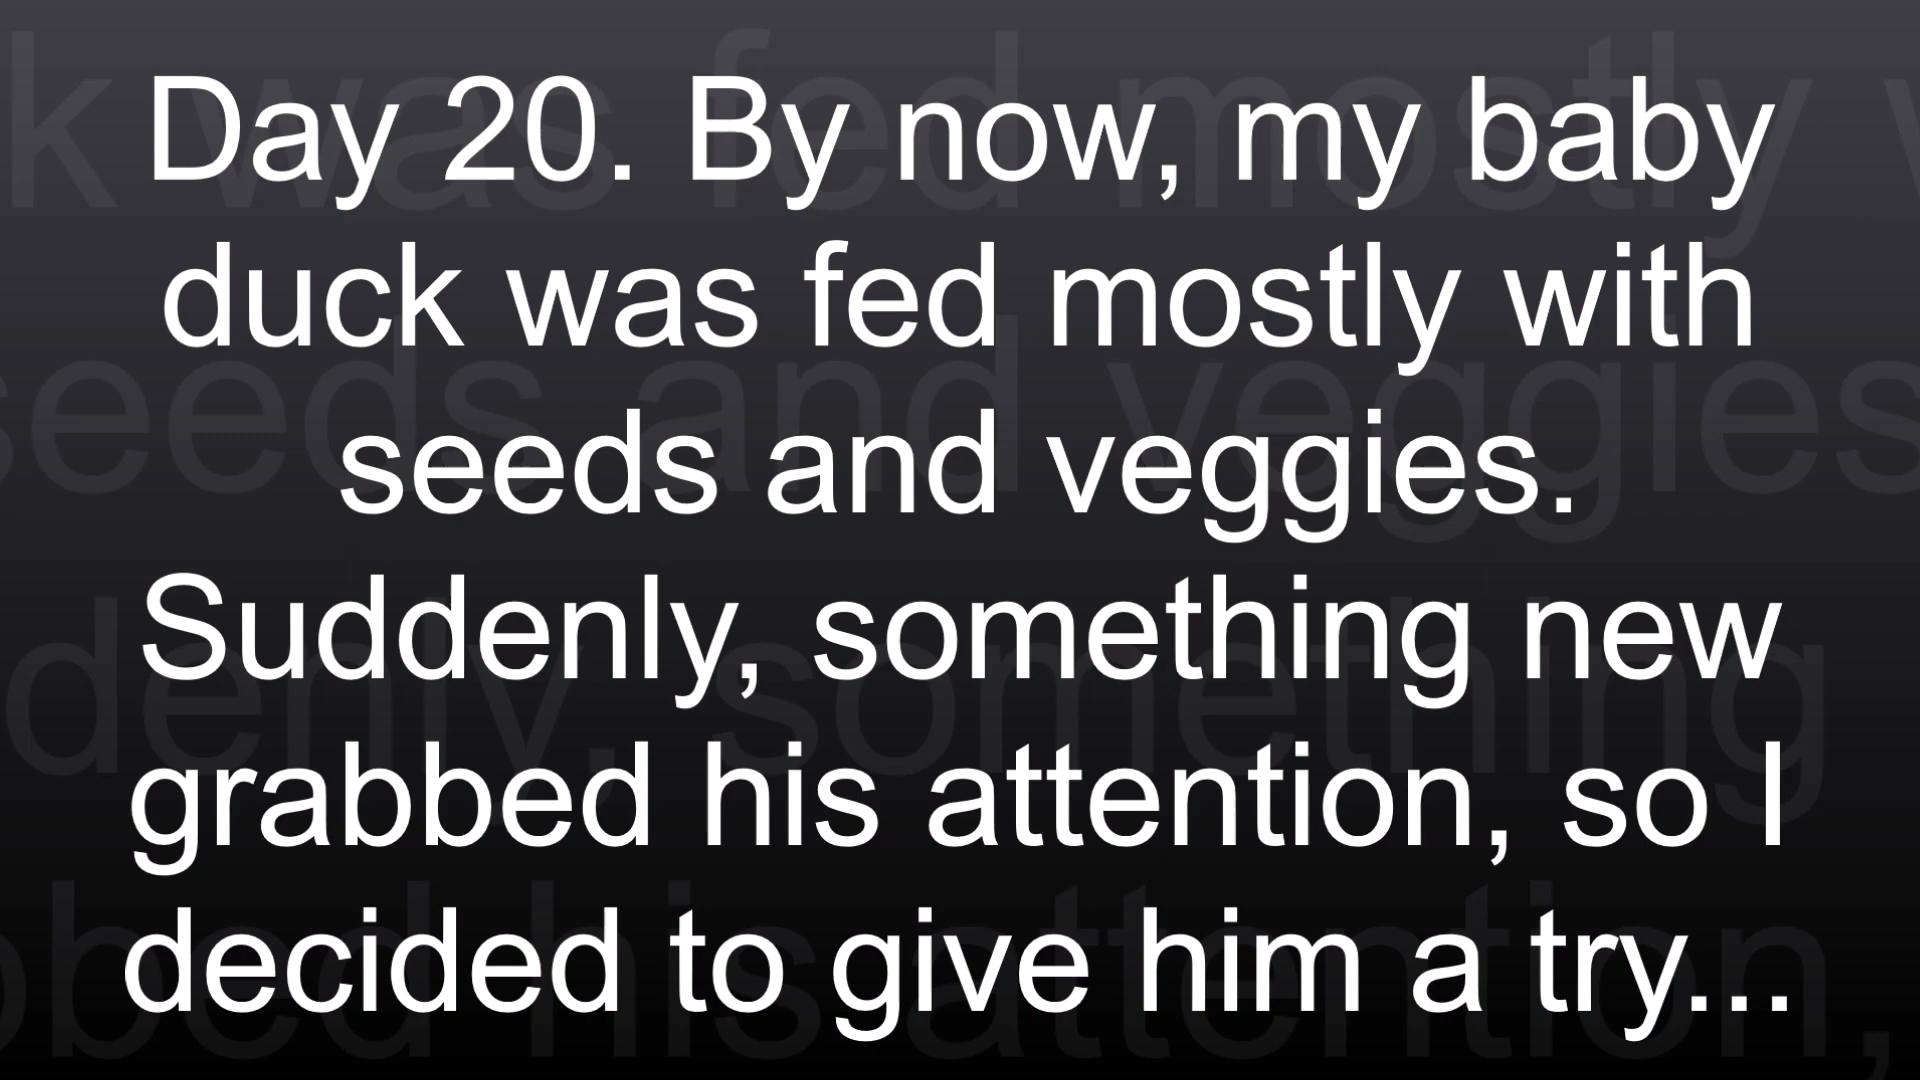 Day 20. By now, my baby
duck was fed mostly with
seeds and veggies.
Suddenly, something new
grabbed his attention, so I
decided to give him a try...